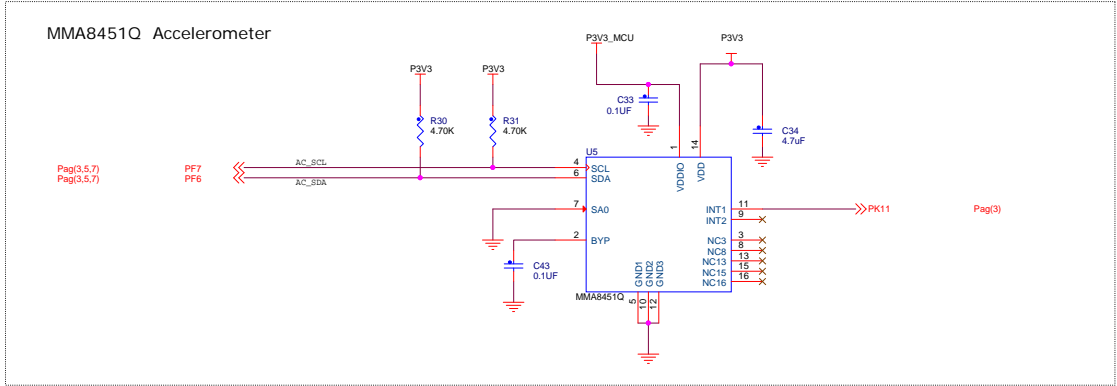 MMA8451Q Accelerometer
P3V3_MCU
P3V3
P3V3
P3V3
C33
0.1UF
R30
4.70K
R31
4.70K
C34
4.7uF
1
14
U5
VDDIO
VDD
Pag(3,5,7)
PF7
AC_SCL
4
SCL
Pag(3,5,7)
PF6
AC_SDA
6
SDA
7
SA0
INT1
11
PK11
Pag(3)
INT2
9
2
BYP
NC3
3
NC8
8
NC13
13
NC15
15
NC16
16
C43
0.1UF
GND1
GND2
GND3
MMA8451Q
5
10
12